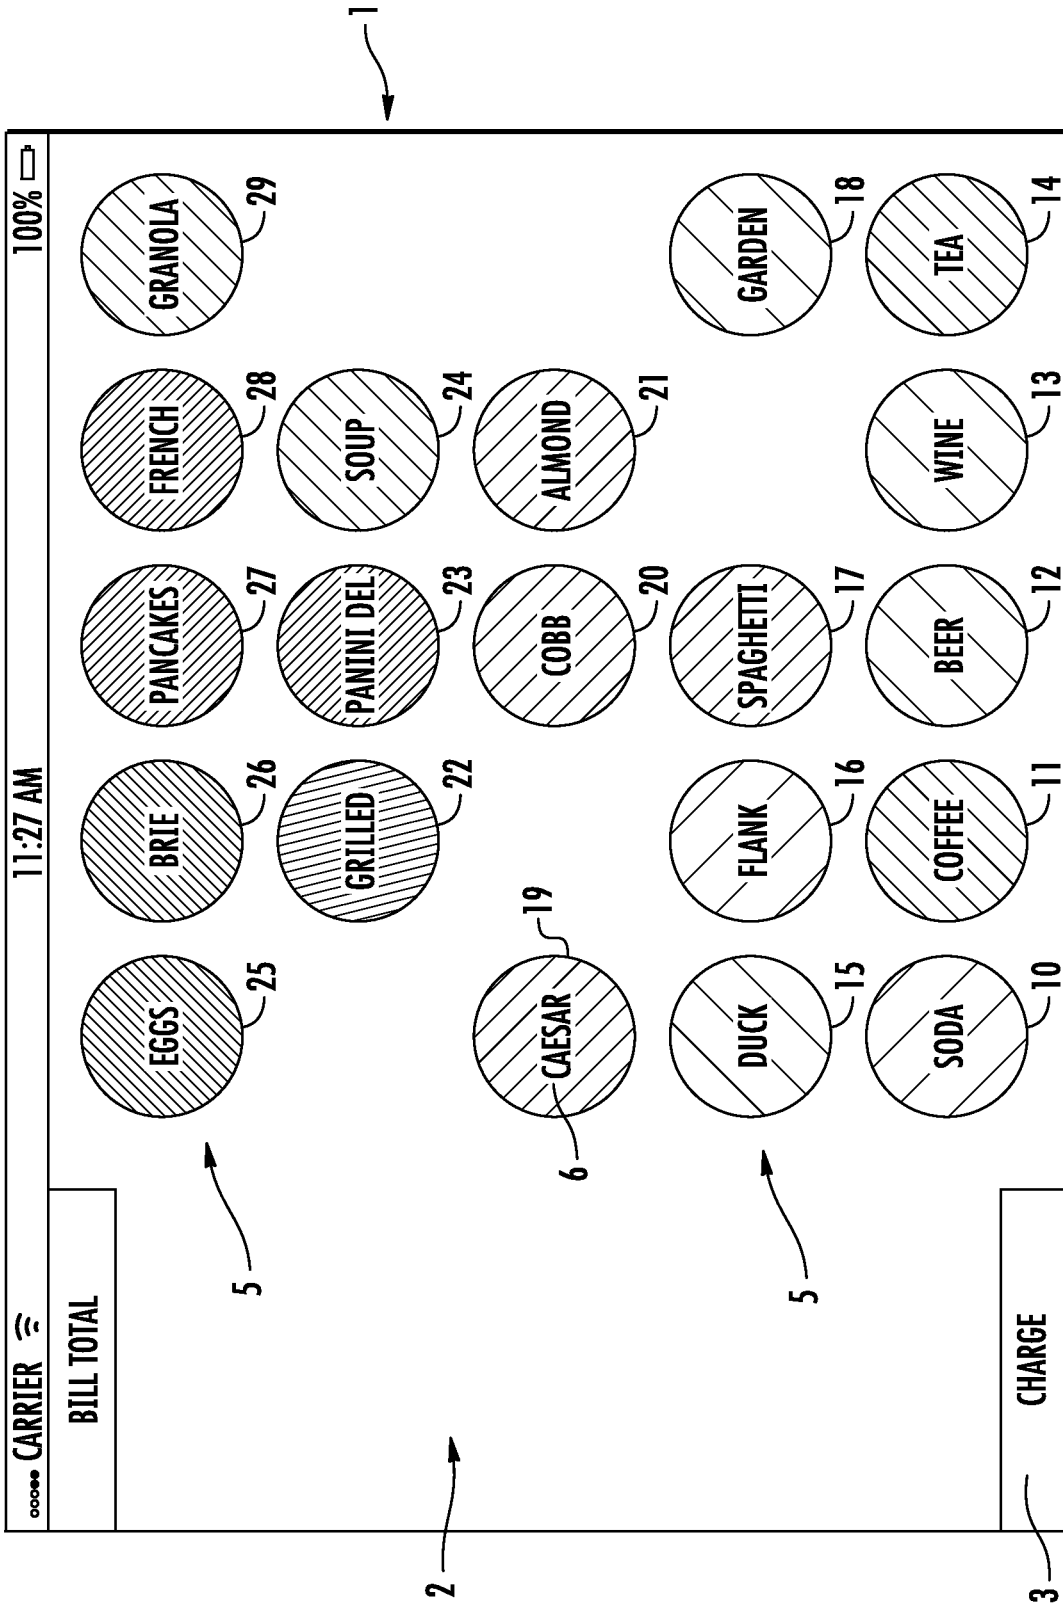 1
●●●●● CARRIER 11:27 AM 100%
BILL TOTAL
EGGS BRIE PANCAKES FRENCH GRANOLA
25 26 27 28 29
5
GRILLED PANINI DEL SOUP
22 23 24
2
19
CAESAR COBB ALMOND
6 20 21
DUCK FLANK SPAGHETTI GARDEN
5 15 16 17 18
SODA COFFEE BEER WINE TEA
10 11 12 13 14
CHARGE
3